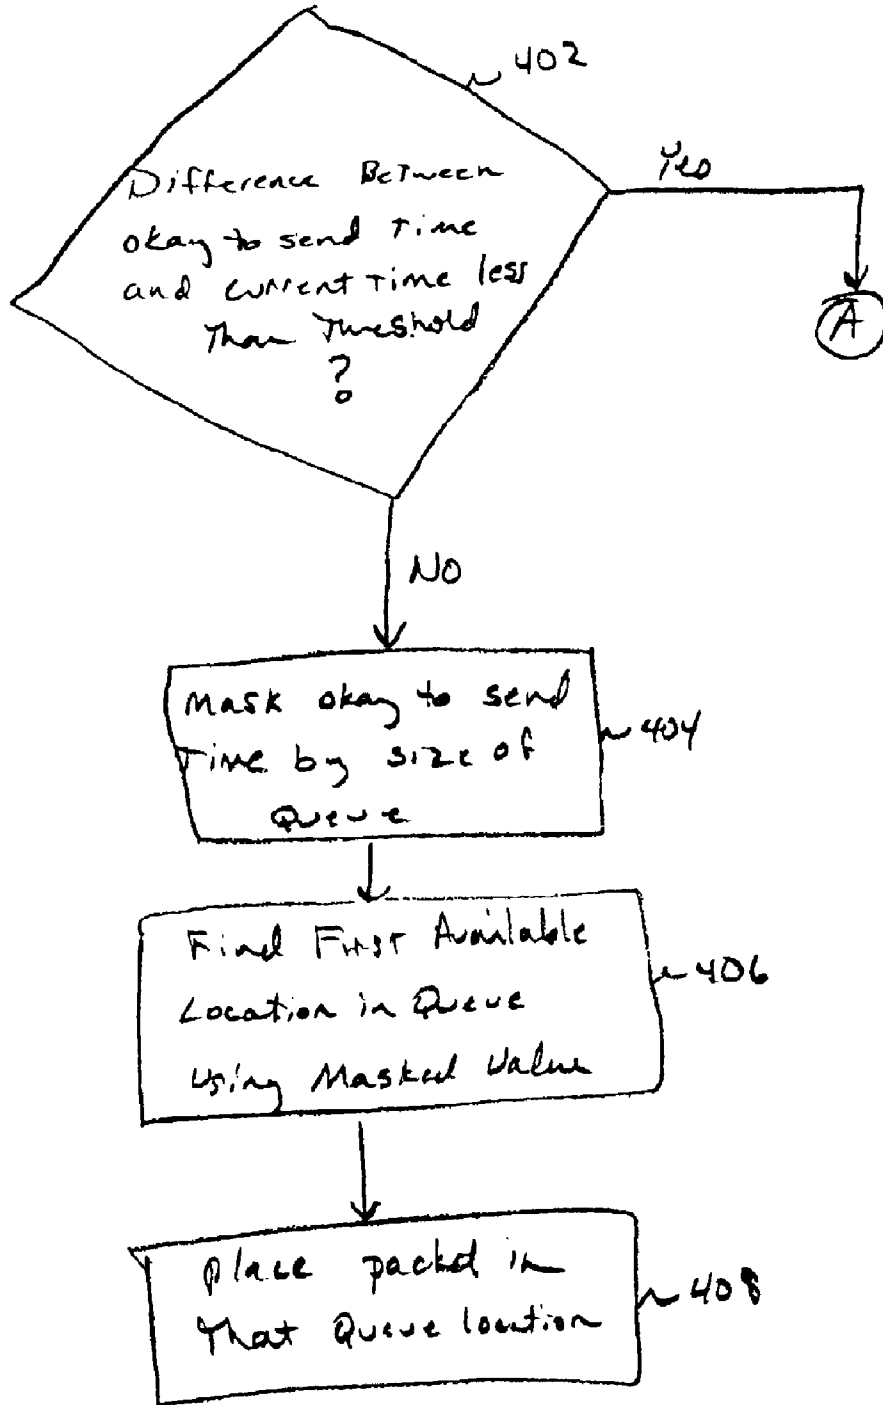 402
Difference Between
okay to send Time
and current Time less
Than Threshold
?
Yes
A
No
Mask okay to send
Time by size of
Queue
404
Find First Available
Location in Queue
Using Masked Value
406
Place packet in
That Queue location
408